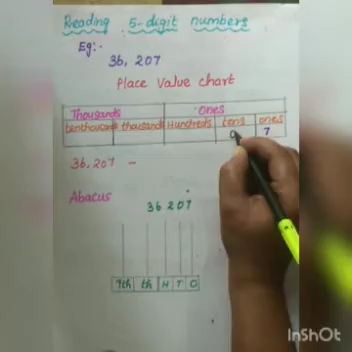 Reading 5-digit numbers
Eg:-
36, 207
Place Value chart
Thousands Ones
tenthousands thousands Hundreds tens ones
0 7
36,207 -
Abacus
36 207
Tth th H T O
InShOt